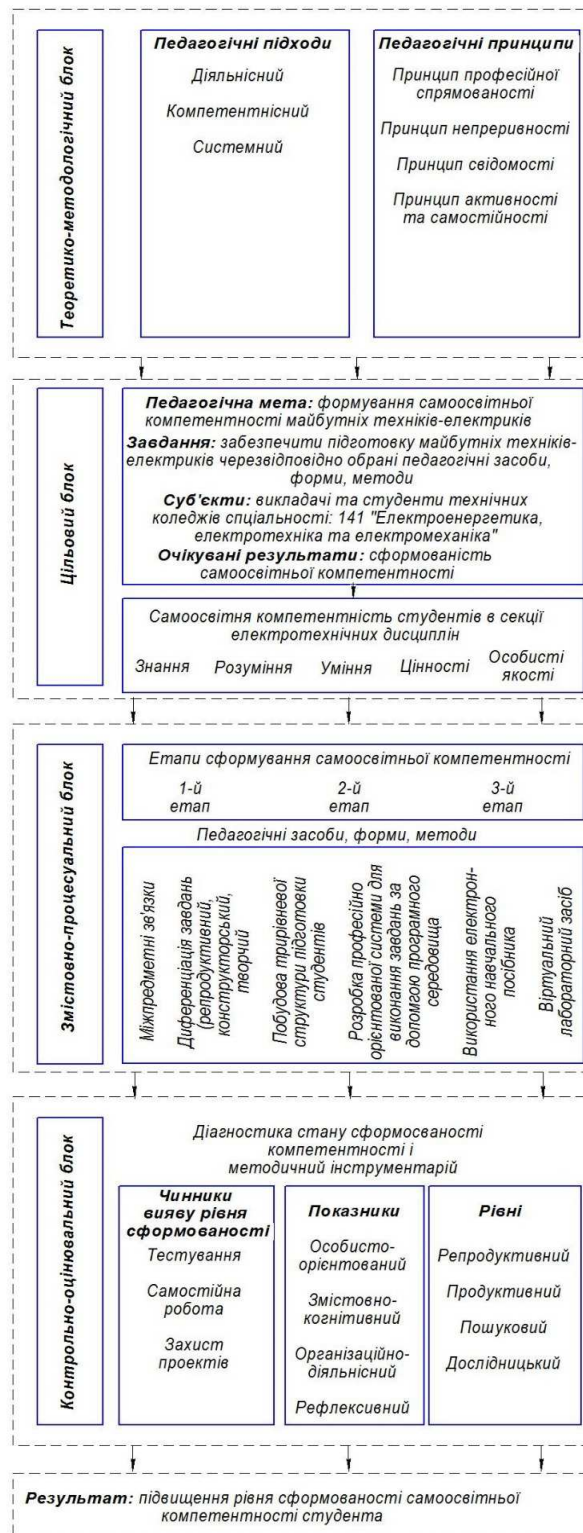 Теоретико-методологічний блок
Педагогічні підходи
Діяльнісний
Компетентнісний
Системний
Педагогічні принципи
Принцип професійної
спрямованості
Принцип непреривності
Принцип свідомості
Принцип активності
та самостійності
Цільовий блок
Педагогічна мета: формування самоосвітньої
компетентності майбутніх техніків-електриків
Завдання: забезпечити підготовку майбутніх техніків-
електриків черезвідповідно обрані педагогічні засоби,
форми, методи
Суб'єкти: викладачі та студенти технічних
коледжів спціальності: 141 "Електроенергетика,
електротехніка та електромеханіка"
Очікувані результати: сформованість
самоосвітньої компетентності
Самоосвітня компетентність студентів в секції
електротехнічних дисциплін
Знання Розуміння Уміння Цінності Особисті
якості
Змістовно-процесуальний блок
Етапи сформування самоосвітньої компетентності
1-й
етап
2-й
етап
3-й
етап
Педагогічні засоби, форми, методи
Міжпредметні зв'язки
Диференціація завдань
(репродуктивний,
конструкторський,
творчий
Побудова трирівневої
структури підготовки
студентів
Розробка професійно
орієнтованої системи для
виконання завдань за
допомогою програмного
середовища
Використання електрон-
ного навчального
посібника
Віртуальний
лабораторний засіб
Контрольно-оцінювальний блок
Діагностика стану сформосваності
компетентності і
методичний інструментарій
Чинники
вияву рівня
сформованості
Тестування
Самостійна
робота
Захист
проектів
Показники
Особисто-
орієнтований
Змістовно-
когнітивний
Організаційно-
діяльнісний
Рефлексивний
Рівні
Репродуктивний
Продуктивний
Пошуковий
Дослідницький
Результат: підвищення рівня сформованості самоосвітньої
компетентності студента